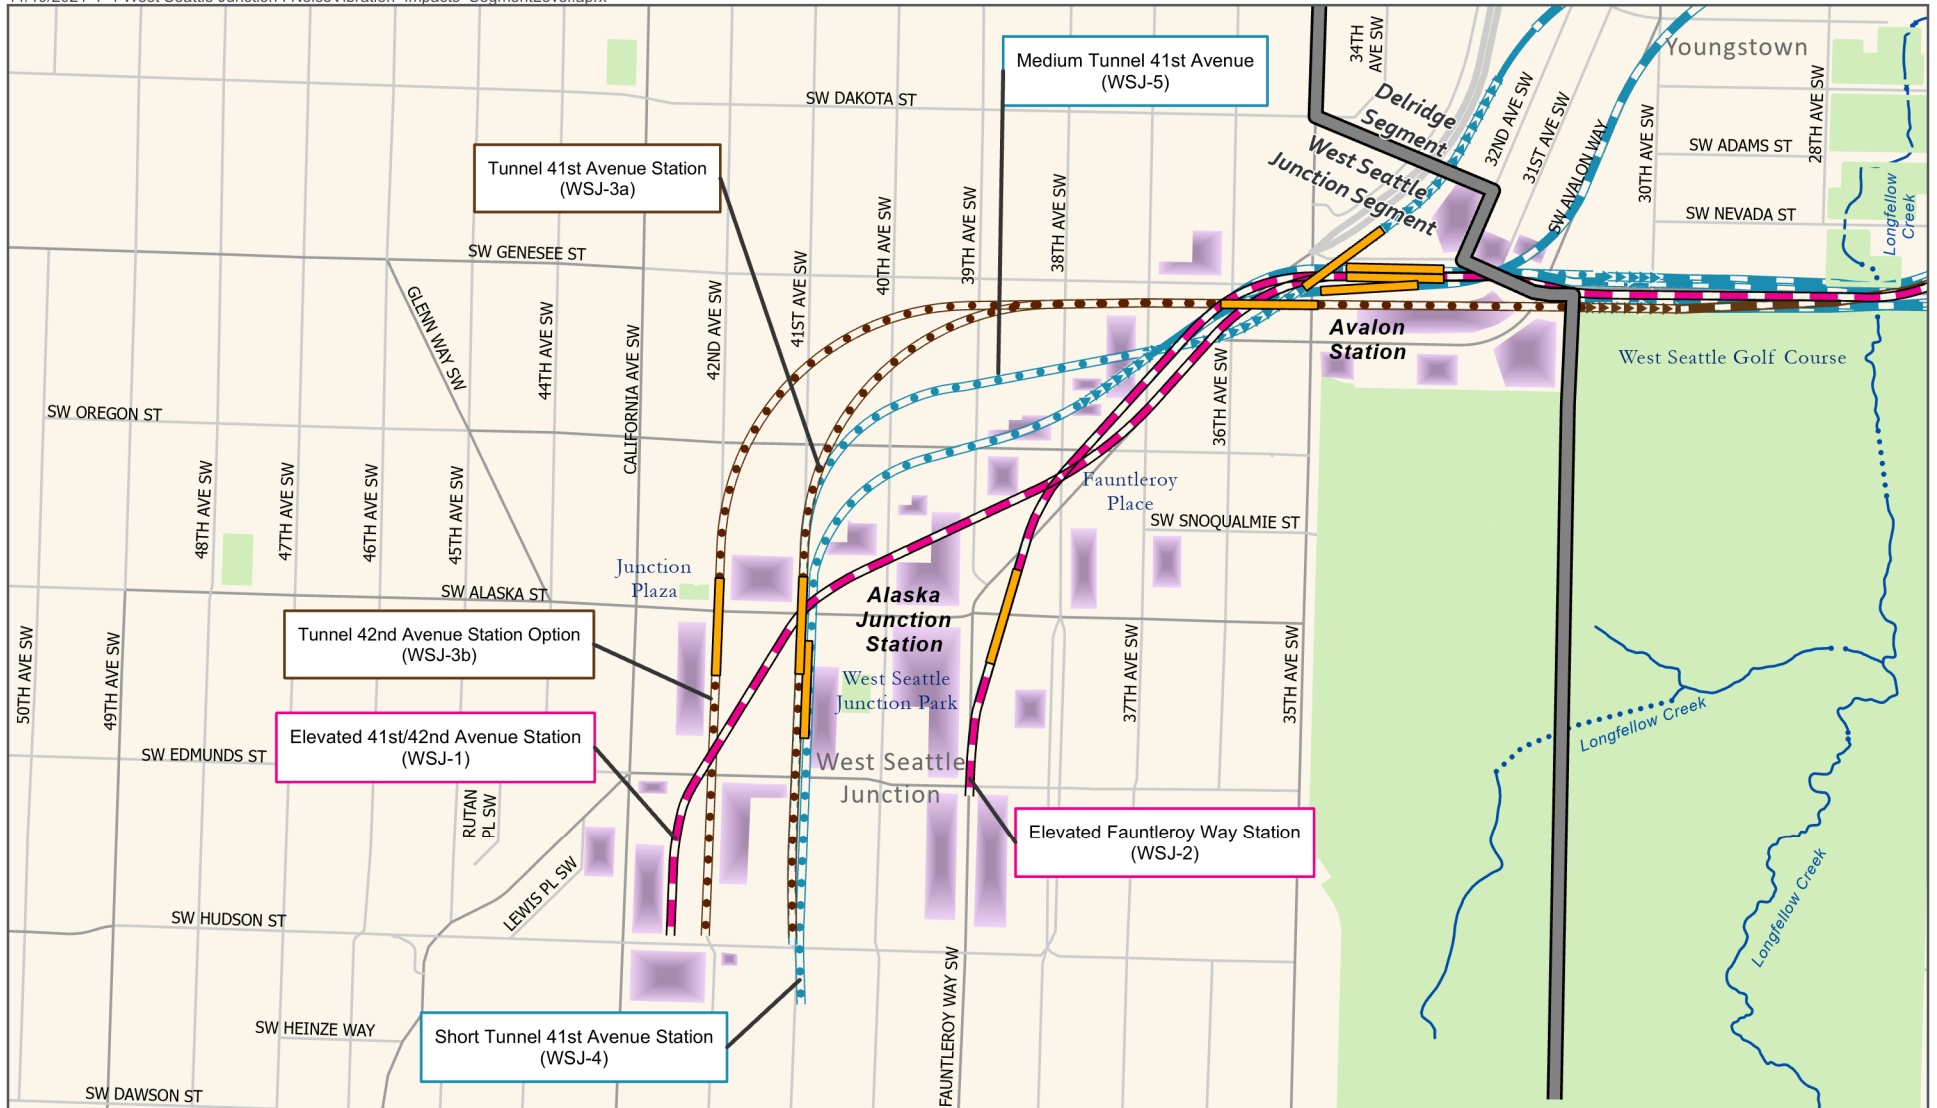 Medium Tunnel 41st Avenue
(WSJ-5)
34TH
AVE SW
Youngstown
SW DAKOTA ST
Delridge
Segment
West Seattle
Junction Segment
32ND AVE SW
31ST AVE SW
SW AVALON WAY
30TH AVE SW
28TH AVE SW
SW ADAMS ST
SW NEVADA ST
Longfellow
Creek
Tunnel 41st Avenue Station
(WSJ-3a)
SW GENESEE ST
GLENN WAY SW
44TH AVE SW
CALIFORNIA AVE SW
42ND AVE SW
41ST AVE SW
40TH AVE SW
39TH AVE SW
38TH AVE SW
Avalon
Station
36TH AVE SW
West Seattle Golf Course
SW OREGON ST
48TH AVE SW
47TH AVE SW
46TH AVE SW
45TH AVE SW
Fauntleroy
Place
SW SNOQUALMIE ST
Junction
Plaza
SW ALASKA ST
Alaska
Junction
Station
Tunnel 42nd Avenue Station Option
(WSJ-3b)
50TH AVE SW
49TH AVE SW
West Seattle
Junction Park
37TH AVE SW
35TH AVE SW
Longfellow Creek
Elevated 41st/42nd Avenue Station
(WSJ-1)
SW EDMUNDS ST
West Seattle
Junction
RUTAN
PL SW
Elevated Fauntleroy Way Station
(WSJ-2)
LEWIS PL SW
SW HUDSON ST
Longfellow Creek
FAUNTLEROY WAY SW
SW HEINZE WAY
Short Tunnel 41st Avenue Station
(WSJ-4)
SW DAWSON ST